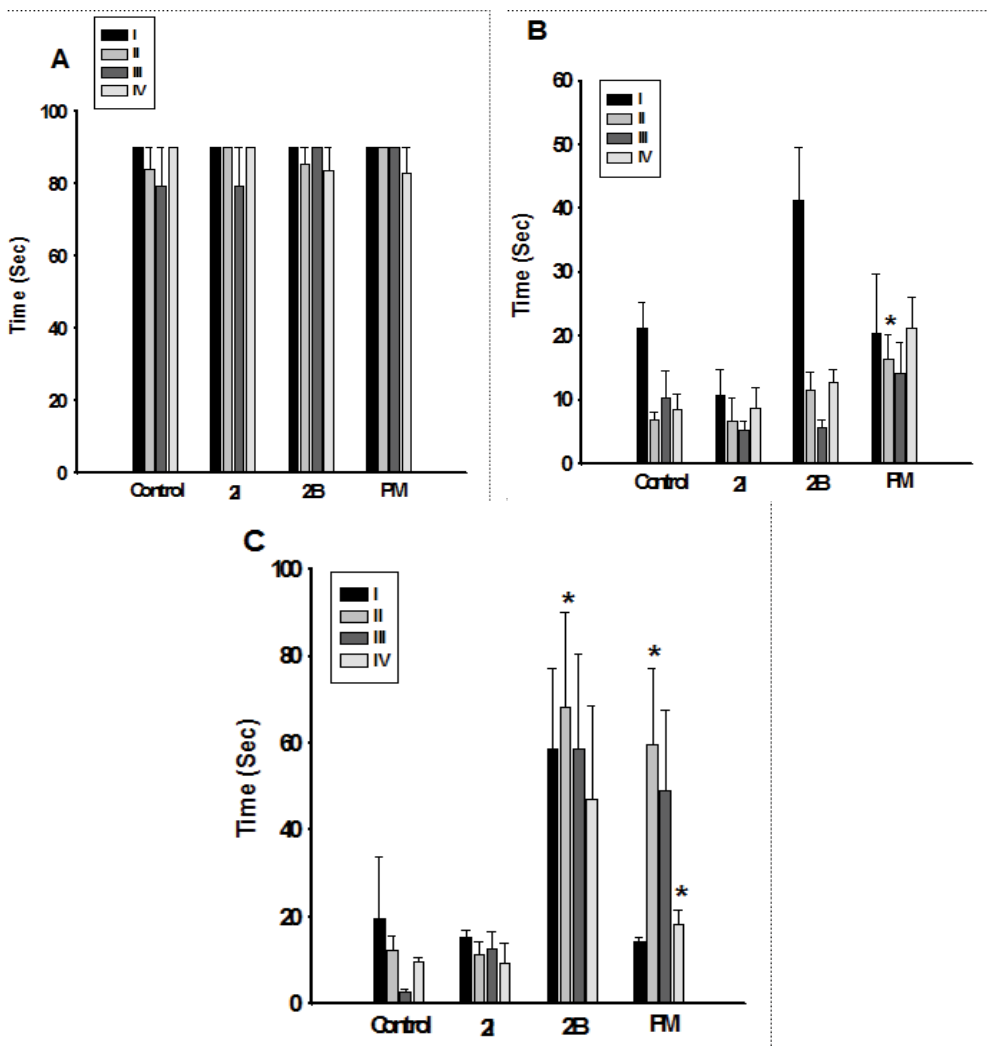 A
I
II
III
IV
Time (Sec)
100
80
60
40
20
0
Control 2I 2B PM
B
I
II
III
IV
Time (Sec)
60
50
40
30
20
10
0
*
Control 2I 2B PM
C
I
II
III
IV
Time (Sec)
100
80
60
40
20
0
*
*
*
Control 2I 2B PM